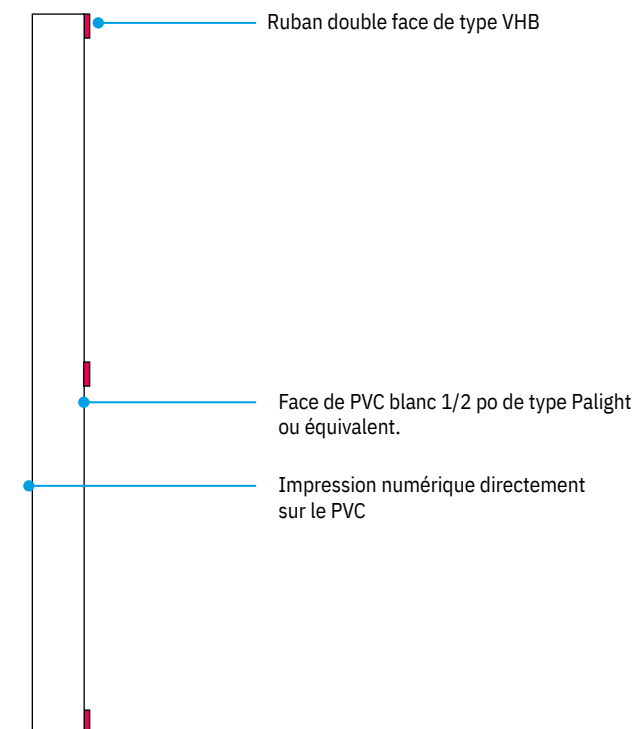 Ruban double face de type VHB
Face de PVC blanc 1/2 po de type Palight
ou équivalent.
Impression numérique directement
sur le PVC